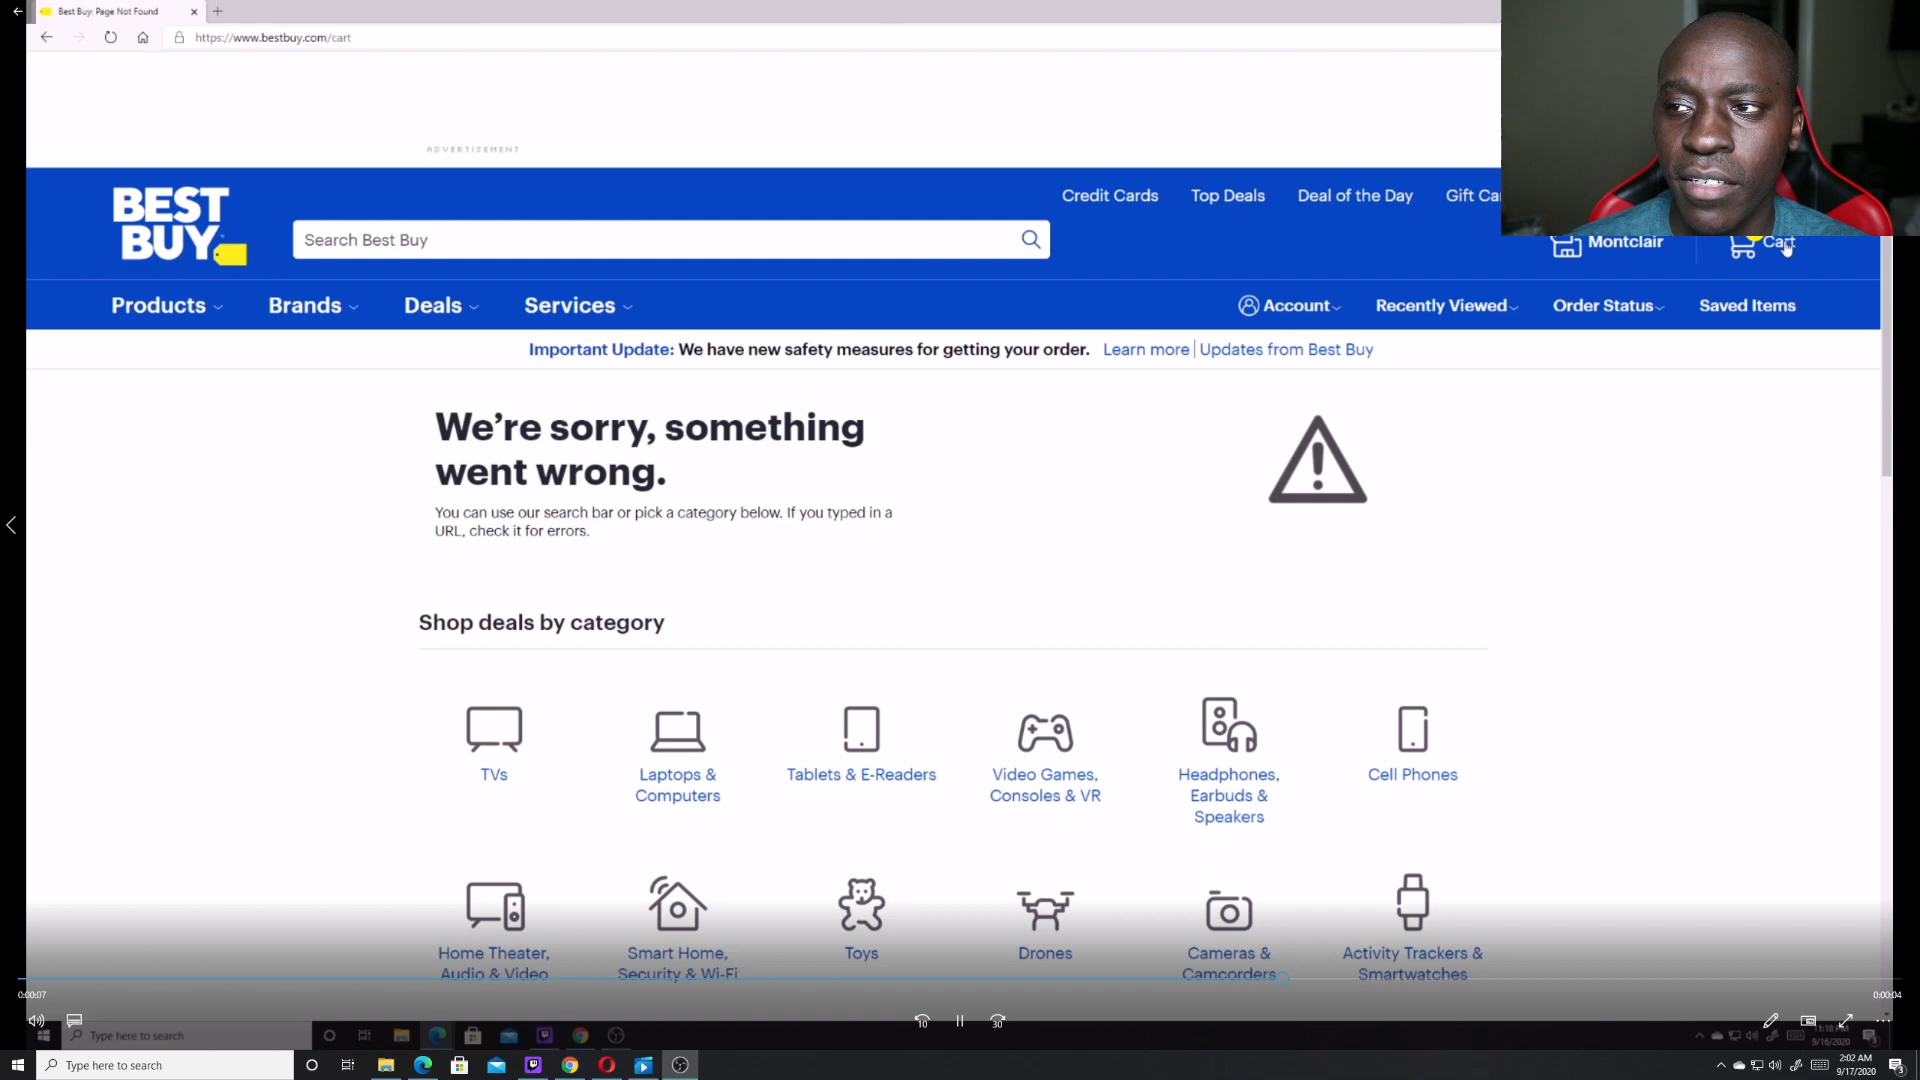 Best Buy: Page Not Found
https://www.bestbuy.com/cart
ADVERTISEMENT
BEST
BUY
Search Best Buy
Credit Cards
Top Deals
Deal of the Day
Gift Ca
Montclair
Cart
Products
Brands
Deals
Services
Account
Recently Viewed
Order Status
Saved Items
Important Update: We have new safety measures for getting your order. Learn more | Updates from Best Buy
We're sorry, something
went wrong.
You can use our search bar or pick a category below. If you typed in a
URL, check it for errors.
Shop deals by category
TVs
Laptops &
Computers
Tablets & E-Readers
Video Games,
Consoles & VR
Headphones,
Earbuds &
Speakers
Cell Phones
Home Theater,
Audio & Video
Smart Home,
Security & Wi-Fi
Toys
Drones
Cameras &
Camcorders
Activity Trackers &
Smartwatches
0:00:07
0:00:04
10
30
Type here to search
11:18 PM
9/16/2020
Type here to search
2:02 AM
9/17/2020
3